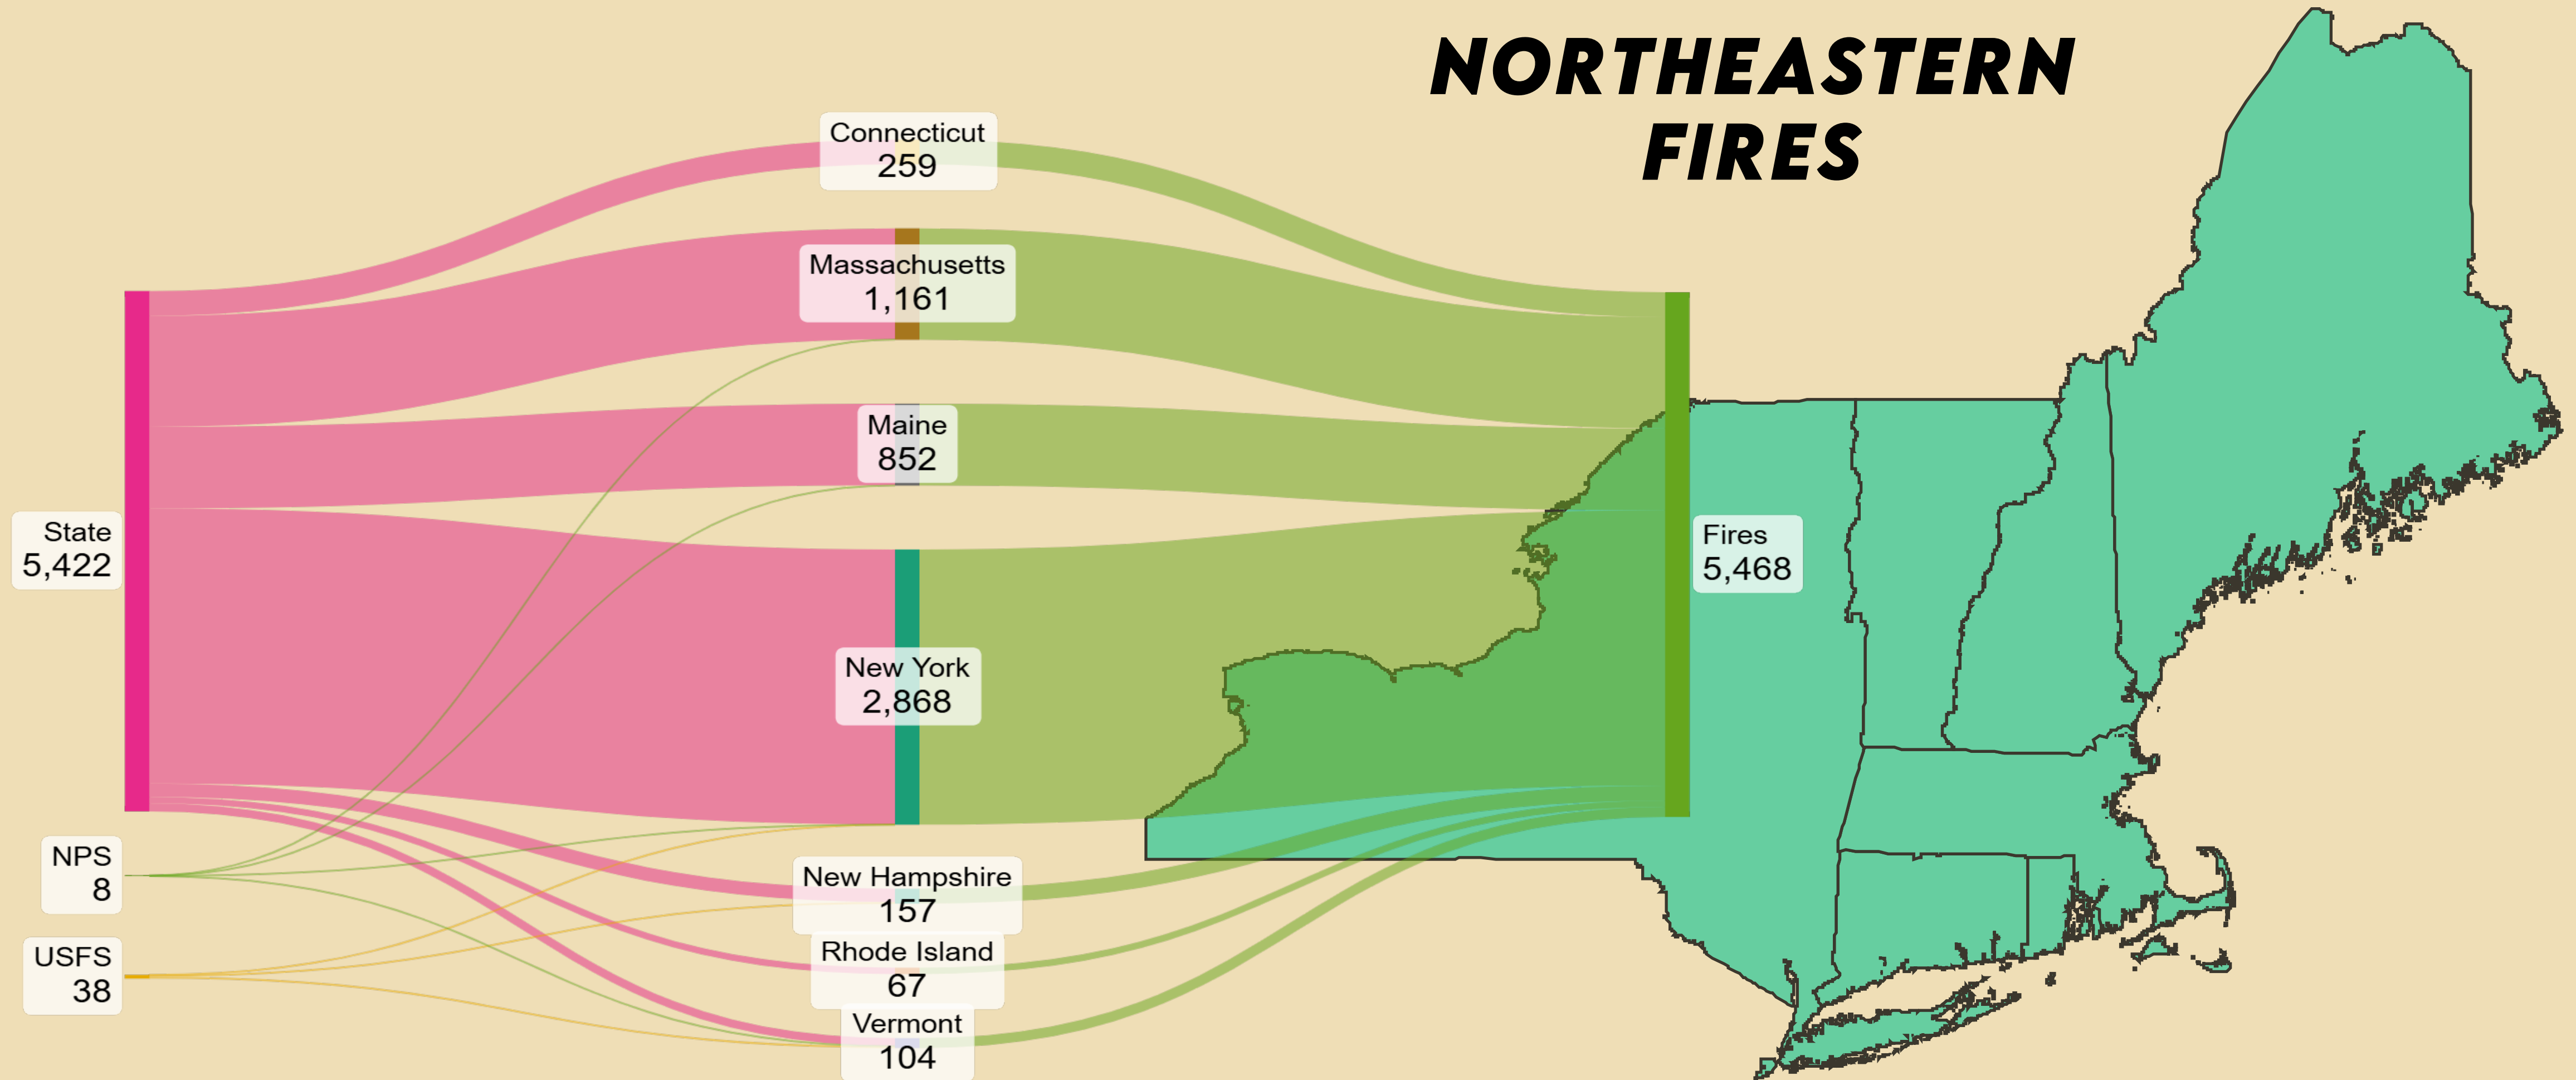 NORTHEASTERN
FIRES
Connecticut
259
Massachusetts
1,161
Maine
852
State
5,422
Fires
5,468
New York
2,868
NPS
8
New Hampshire
157
USFS
38
Rhode Island
67
Vermont
104